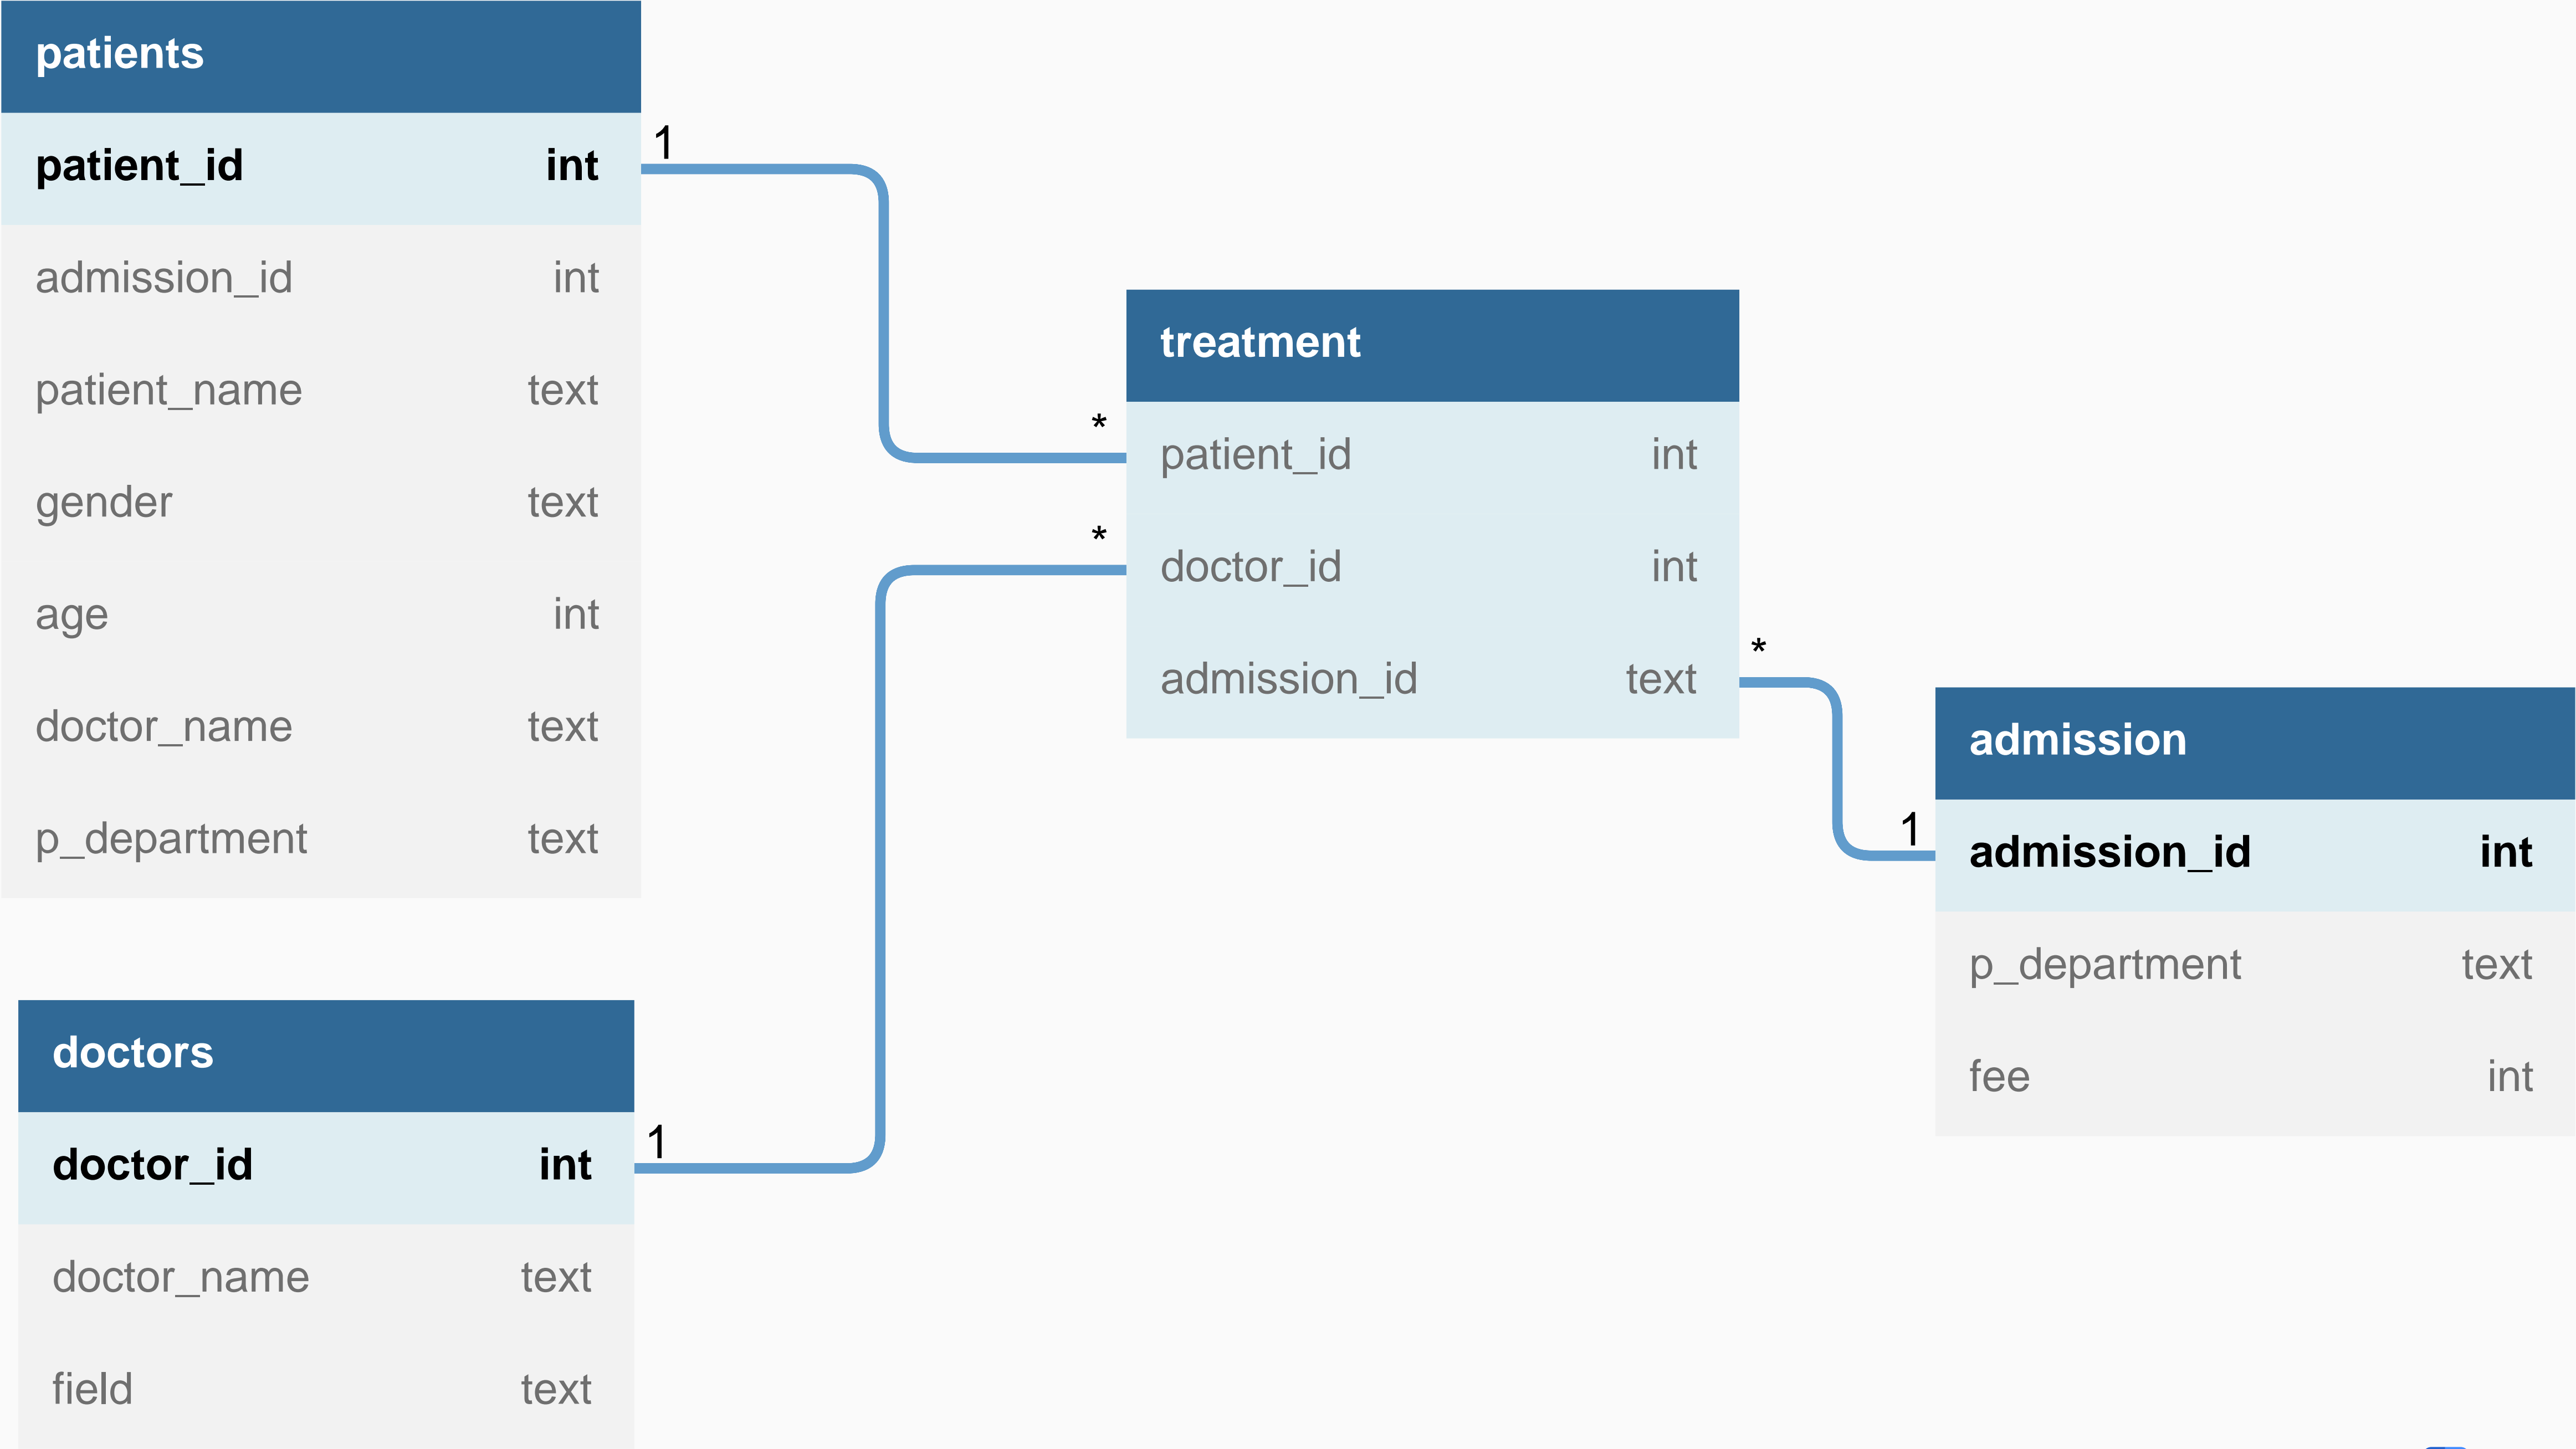 patients
patient_id int
admission_id int
patient_name text
gender text
age int
doctor_name text
p_department text
1
*
treatment
patient_id int
doctor_id int
admission_id text
*
*
1
admission
admission_id int
p_department text
fee int
doctors
doctor_id int
doctor_name text
field text
1